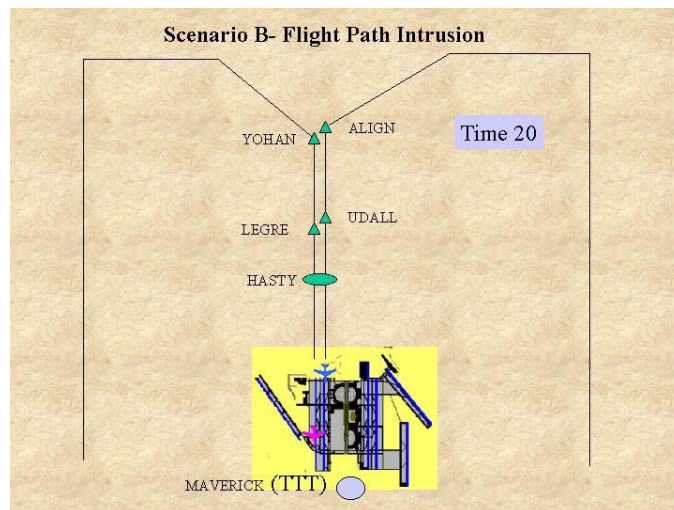 Scenario B- Flight Path Intrusion
ALIGN
YOHAN
Time 20
UDALL
LEGRE
HASTY
MAVERICK (TTT)